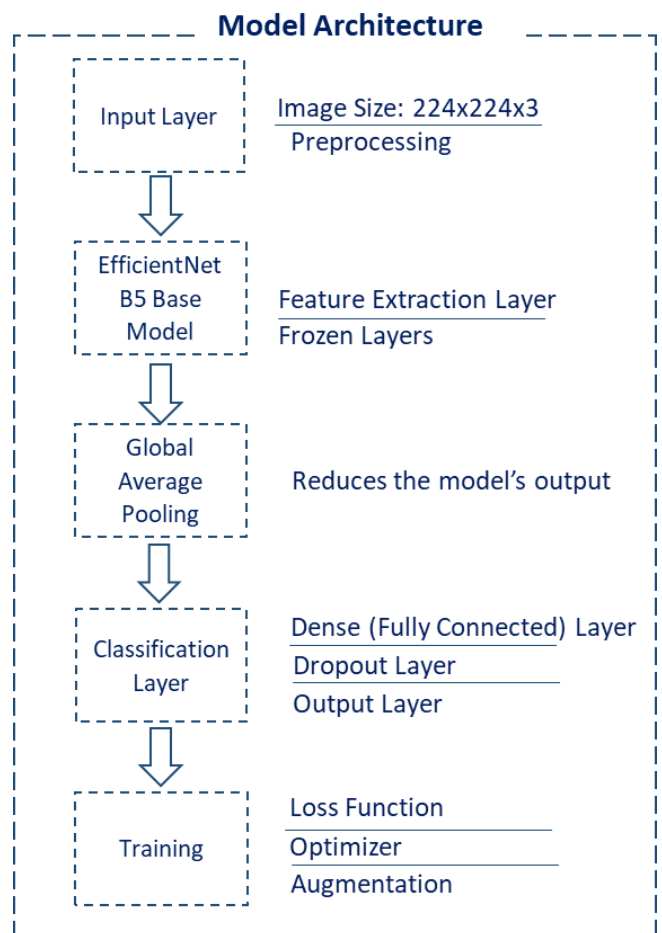 Model Architecture
Input Layer
Image Size: 224x224x3
Preprocessing
EfficientNet
B5 Base
Model
Feature Extraction Layer
Frozen Layers
Global
Average
Pooling
Reduces the model's output
Classification
Layer
Dense (Fully Connected) Layer
Dropout Layer
Output Layer
Training
Loss Function
Optimizer
Augmentation